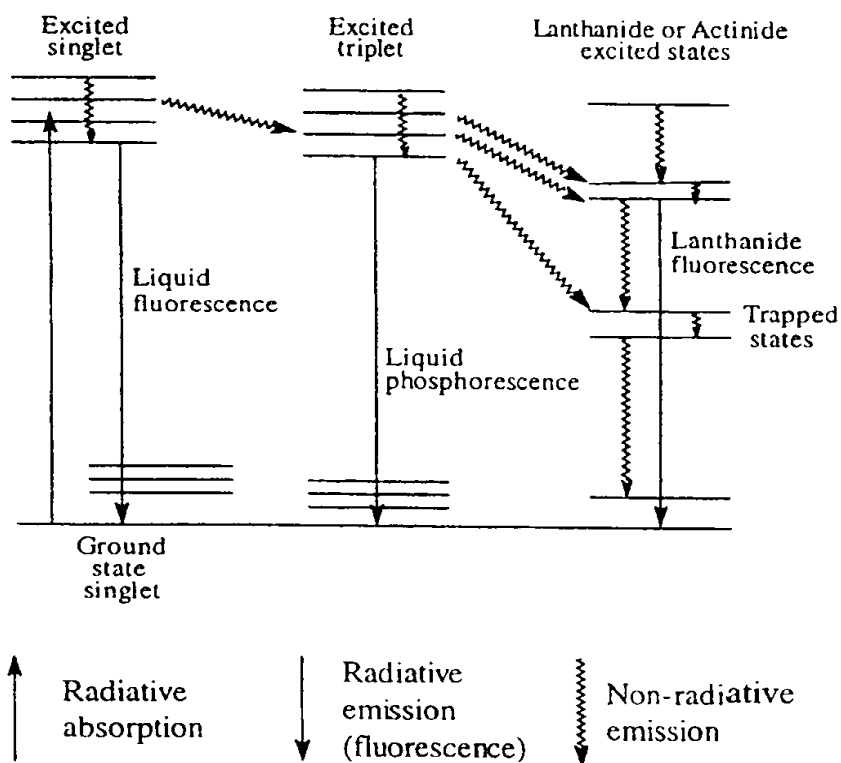 Excited
singlet
Excited
triplet
Lanthanide or Actinide
excited states
Liquid
fluorescence
Liquid
phosphorescence
Lanthanide
fluorescence
Trapped
states
Ground
state
singlet
Radiative
absorption
Radiative
emission
(fluorescence)
Non-radiative
emission